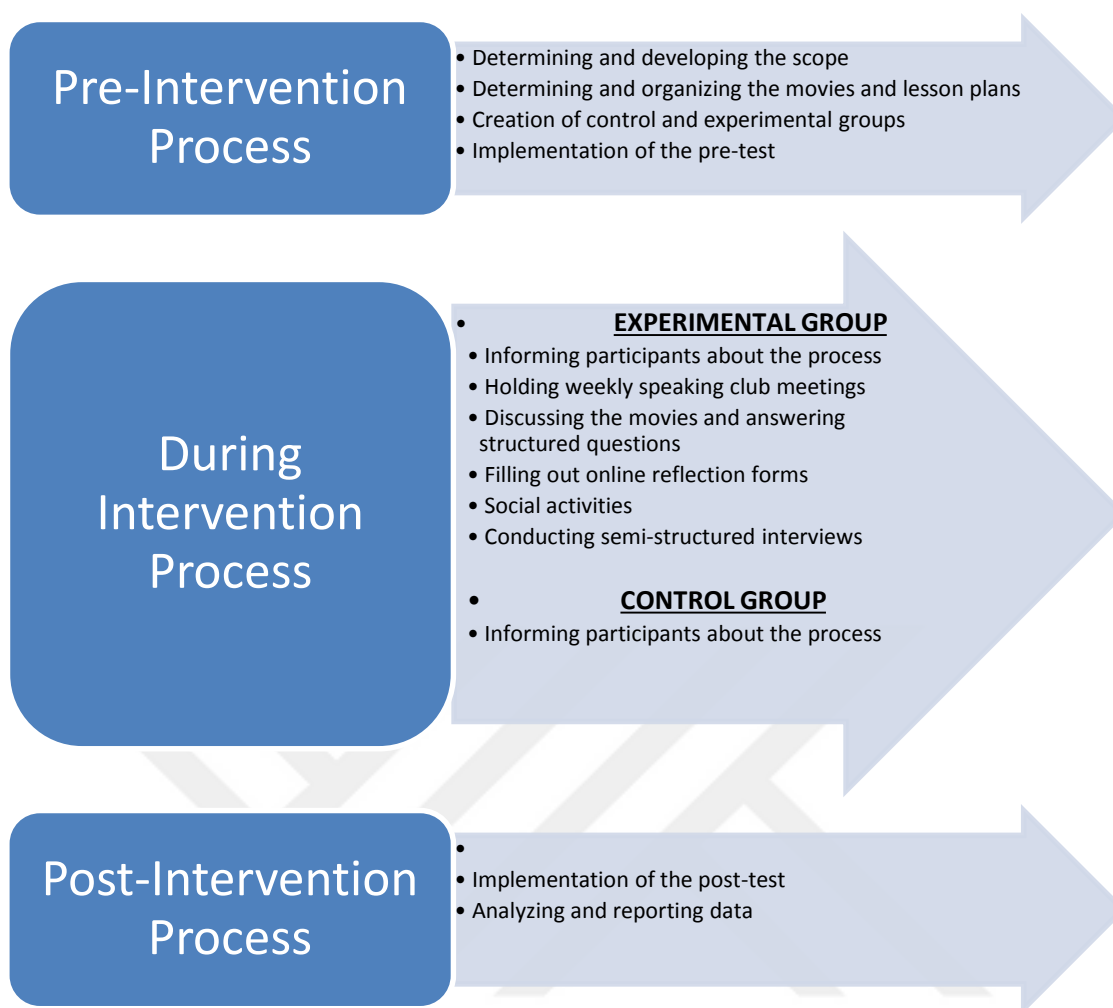 Pre-Intervention
Process
• Determining and developing the scope
• Determining and organizing the movies and lesson plans
• Creation of control and experimental groups
• Implementation of the pre-test
During
Intervention
Process
• EXPERIMENTAL GROUP
• Informing participants about the process
• Holding weekly speaking club meetings
• Discussing the movies and answering
structured questions
• Filling out online reflection forms
• Social activities
• Conducting semi-structured interviews
• CONTROL GROUP
• Informing participants about the process
Post-Intervention
Process
•
• Implementation of the post-test
• Analyzing and reporting data